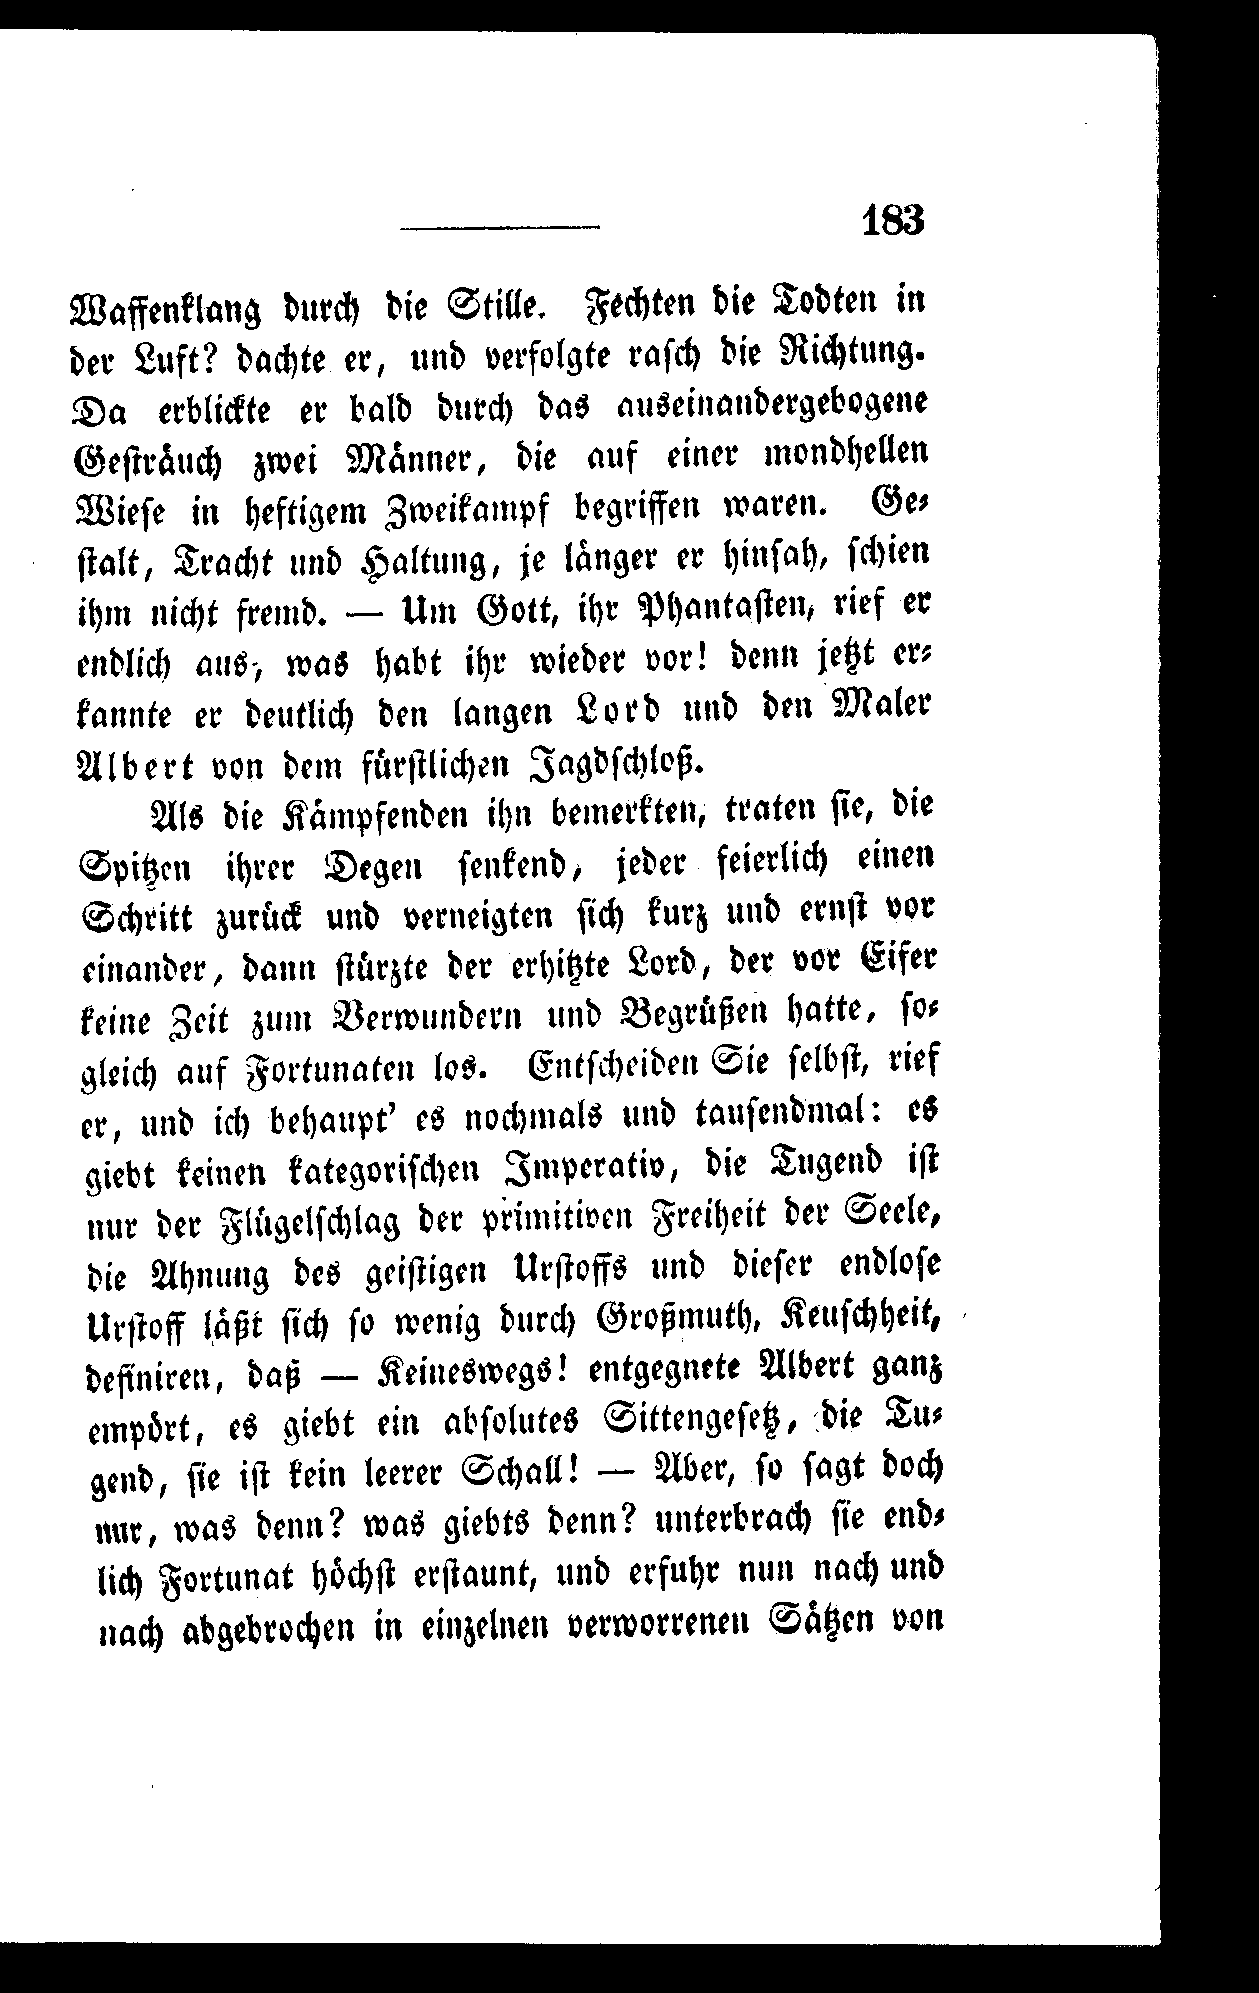 183
Waffenklang durch die Stille. Fechten die Todten in
der Luft? dachte er, und verfolgte rasch die Richtung.
Da erblickte er bald durch das auseinandergebogene
Gesträuch zwei Männer, die auf einer mondhellen
Wiese in heftigem Zweikampf begriffen waren. Ge-
stalt, Tracht und Haltung, je länger er hinsah, schien
ihm nicht fremd. — Um Gott, ihr Phantasten, rief er
endlich aus, was habt ihr wieder vor! denn jetzt er-
kannte er deutlich den langen Lord und den Maler
Albert von dem fürstlichen Jagdschloß.
Als die Kämpfenden ihn bemerkten, traten sie, die
Spitzen ihrer Degen senkend, jeder feierlich einen
Schritt zurück und verneigten sich kurz und ernst vor
einander, dann stürzte der erhitzte Lord, der vor Eifer
keine Zeit zum Verwundern und Begrüßen hatte, so-
gleich auf Fortunaten los. Entscheiden Sie selbst, rief
er, und ich behaupt' es nochmals und tausendmal: es
giebt keinen kategorischen Imperativ, die Tugend ist
nur der Flügelschlag der primitiven Freiheit der Seele,
die Ahnung des geistigen Urstoffs und dieser endlose
Urstoff läßt sich so wenig durch Großmuth, Keuschheit,
definiren, daß — Keineswegs! entgegnete Albert ganz
empört, es giebt ein absolutes Sittengesetz, die Tu-
gend, sie ist kein leerer Schall! — Aber, so sagt doch
nur, was denn? was giebts denn? unterbrach sie end-
lich Fortunat höchst erstaunt, und erfuhr nun nach und
nach abgebrochen in einzelnen verworrenen Sätzen von